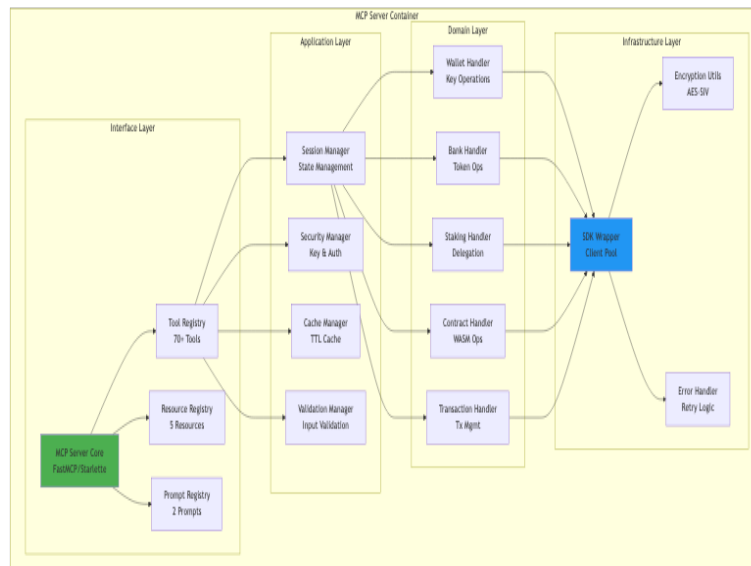 MCP Server Container
Interface Layer
MCP Server Core
FastMCP/Starlette
Tool Registry
70+ Tools
Resource Registry
5 Resources
Prompt Registry
2 Prompts
Application Layer
Session Manager
State Management
Security Manager
Key & Auth
Cache Manager
TTL Cache
Validation Manager
Input Validation
Domain Layer
Wallet Handler
Key Operations
Bank Handler
Token Ops
Staking Handler
Delegation
Contract Handler
WASM Ops
Transaction Handler
Tx Mgmt
Infrastructure Layer
SDK Wrapper
Client Pool
Encryption Utils
AES-SIV
Error Handler
Retry Logic